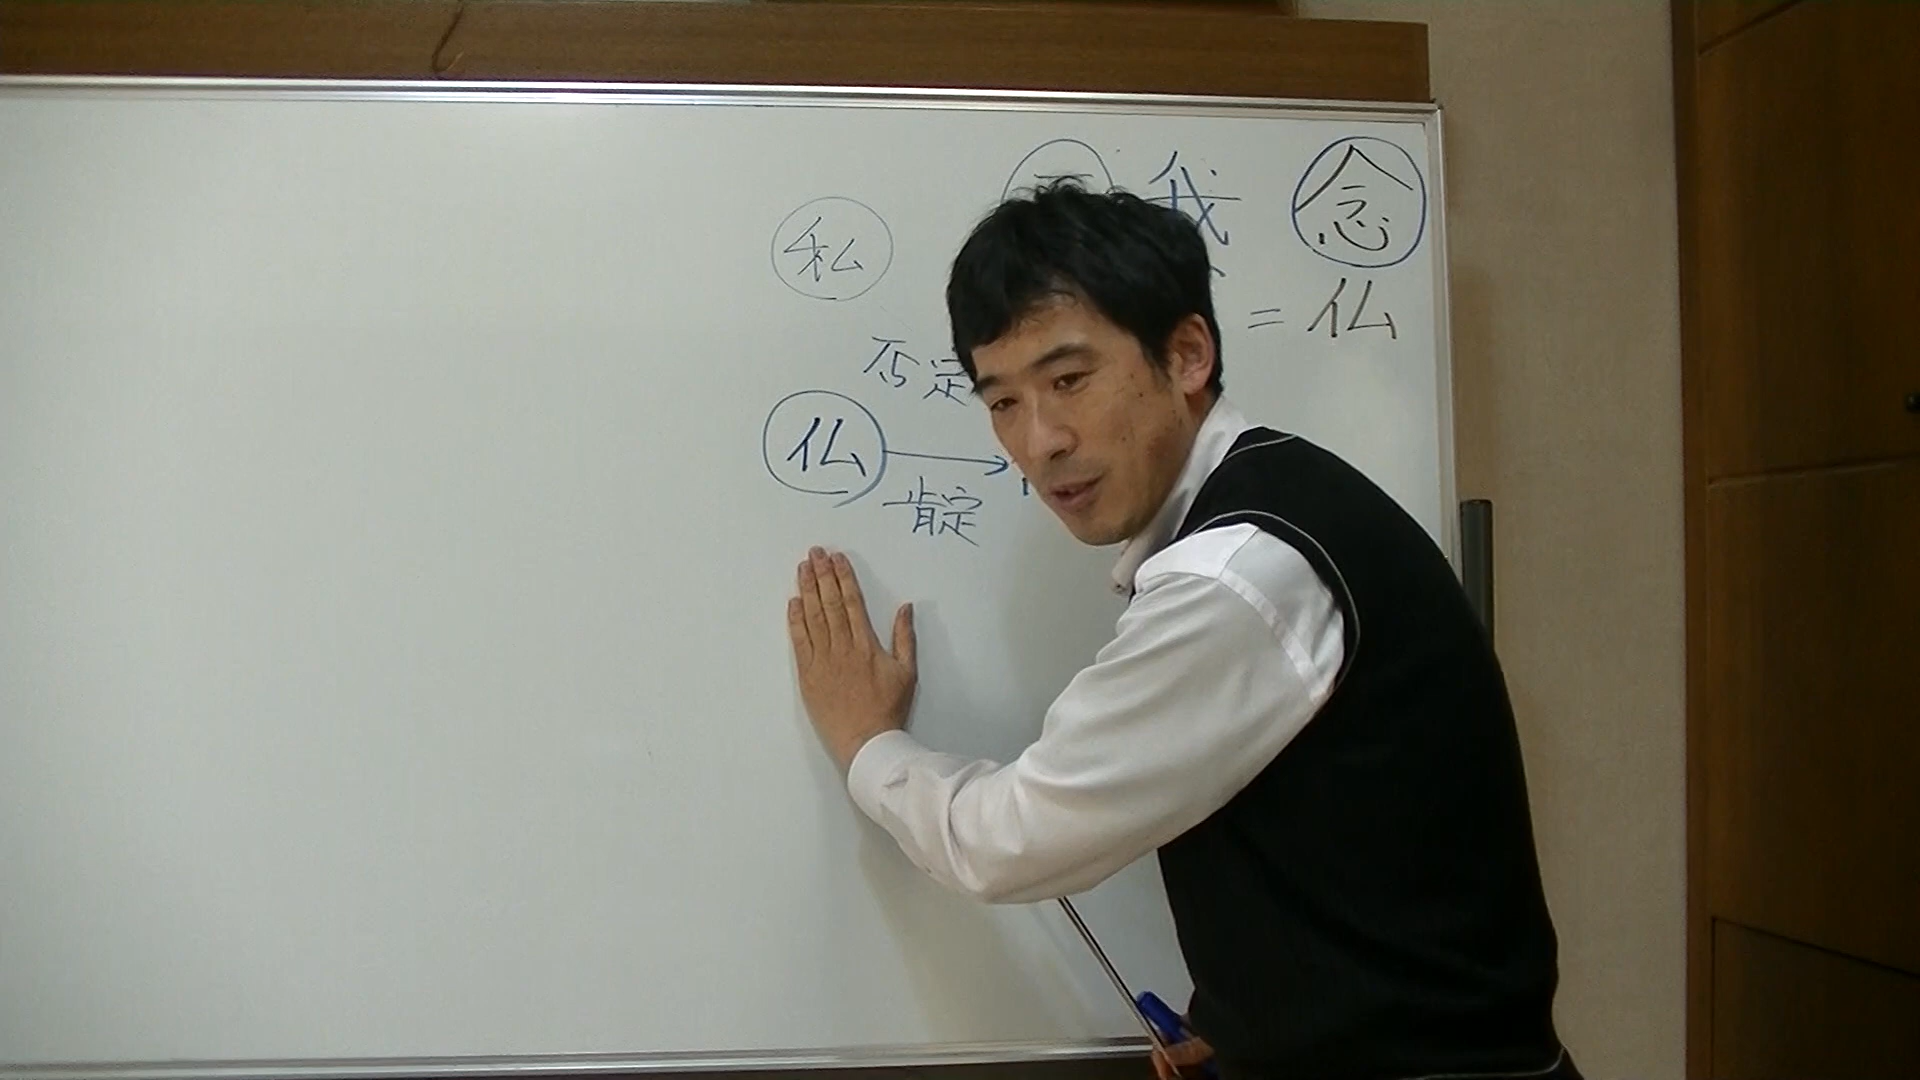 我 念
私
= 仏
否定
仏 →
肯定